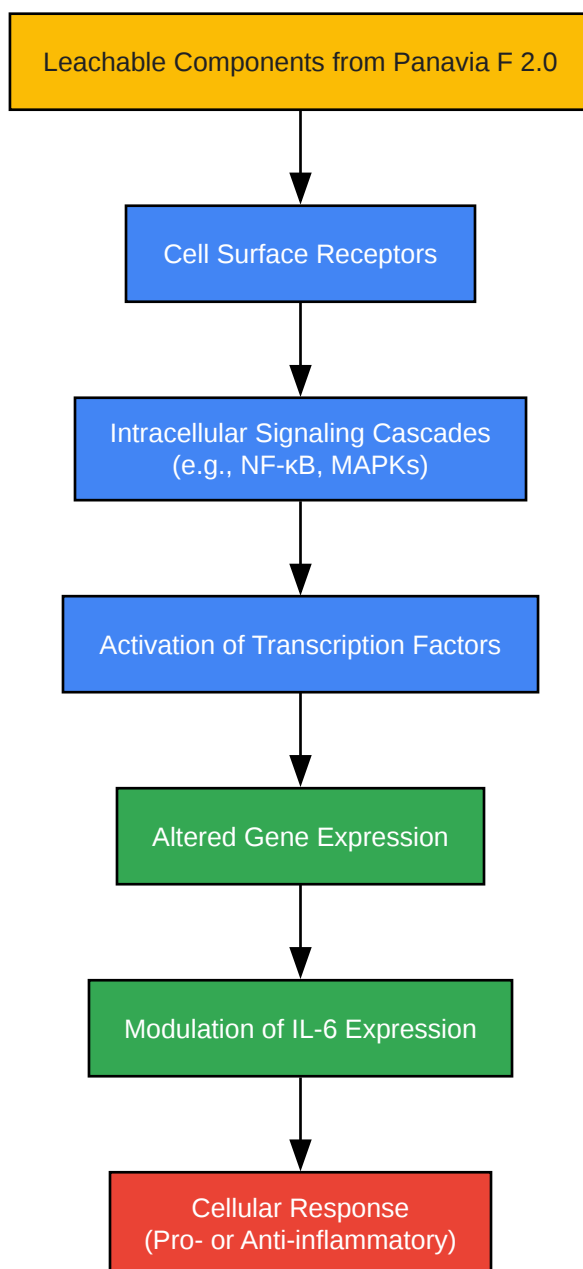 Leachable Components from Panavia F 2.0
Cell Surface Receptors
Intracellular Signaling Cascades
(e.g., NF-κB, MAPKs)
Activation of Transcription Factors
Altered Gene Expression
Modulation of IL-6 Expression
Cellular Response
(Pro- or Anti-inflammatory)